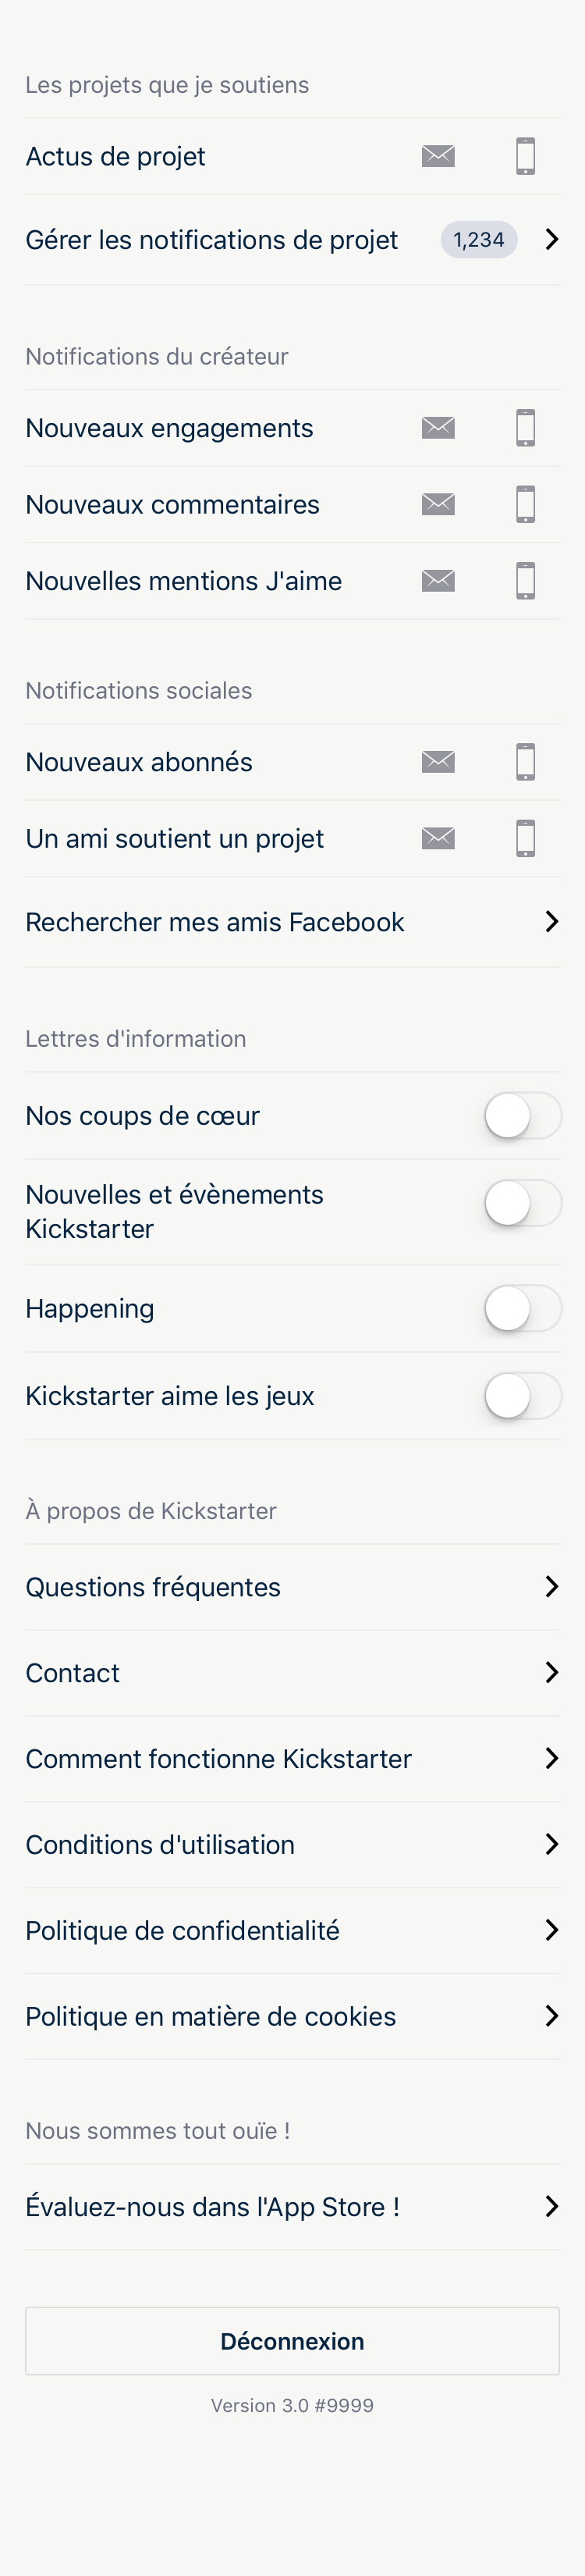 Les projets que je soutiens
Actus de projet
Gérer les notifications de projet 1,234
Notifications du créateur
Nouveaux engagements
Nouveaux commentaires
Nouvelles mentions J'aime
Notifications sociales
Nouveaux abonnés
Un ami soutient un projet
Rechercher mes amis Facebook
Lettres d'information
Nos coups de cœur
Nouvelles et évènements
Kickstarter
Happening
Kickstarter aime les jeux
À propos de Kickstarter
Questions fréquentes
Contact
Comment fonctionne Kickstarter
Conditions d'utilisation
Politique de confidentialité
Politique en matière de cookies
Nous sommes tout ouïe !
Évaluez-nous dans l'App Store !
Déconnexion
Version 3.0 #9999